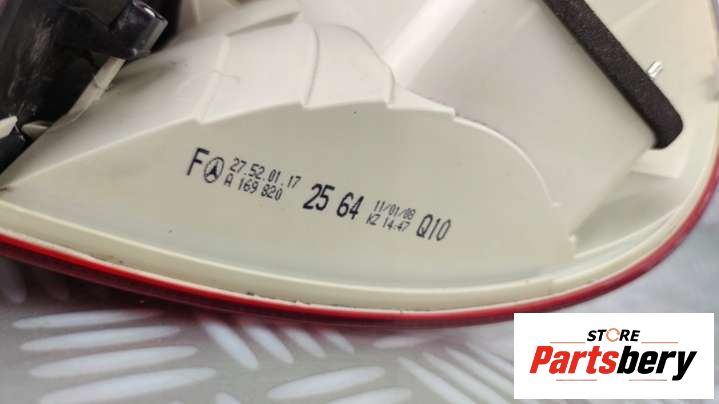 F 27.52.01.17
A 169 820 25 64
11/01/08
KZ 14:47 Q10
STORE
Partsbery